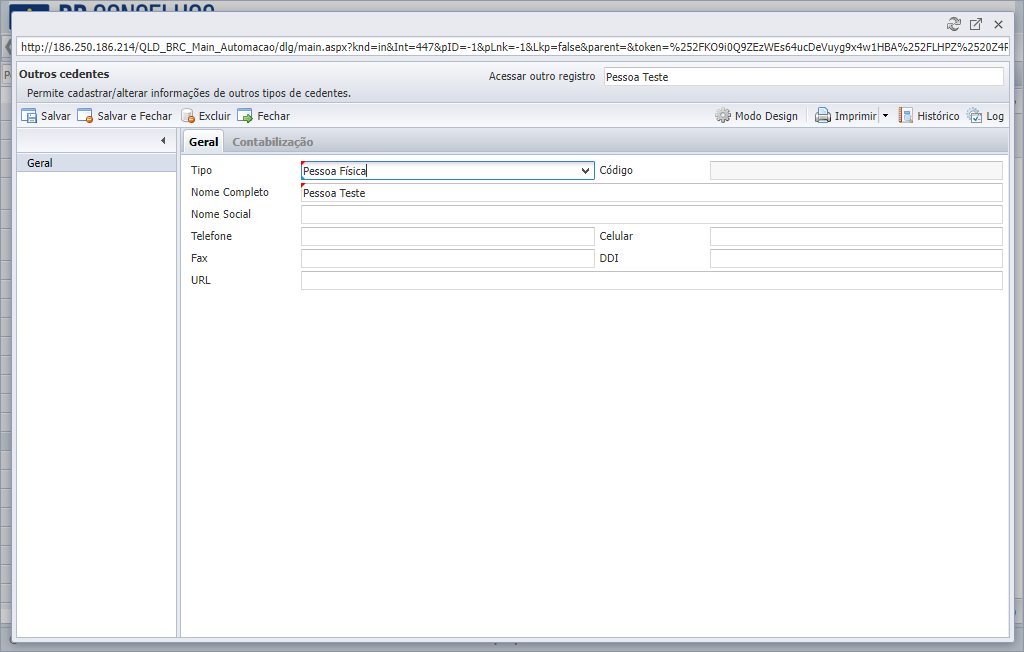 BR CONSELHOS
http://186.250.186.214/QLD_BRC_Main_Automacao/dlg/main.aspx?knd=in&Int=447&pID=-1&pLnk=-1&Lkp=false&parent=&token=%252FKO9i0Q9ZEzWEs64ucDeVuyg9x4w1HBA%252FLHPZ%2520Z4F
Outros cedentes Acessar outro registro Pessoa Teste
Permite cadastrar/alterar informações de outros tipos de cedentes.
Salvar Salvar e Fechar Excluir Fechar Modo Design Imprimir Histórico Log
Geral Contabilização
Geral
Tipo Pessoa Física Código
Nome Completo Pessoa Teste
Nome Social
Telefone Celular
Fax DDI
URL